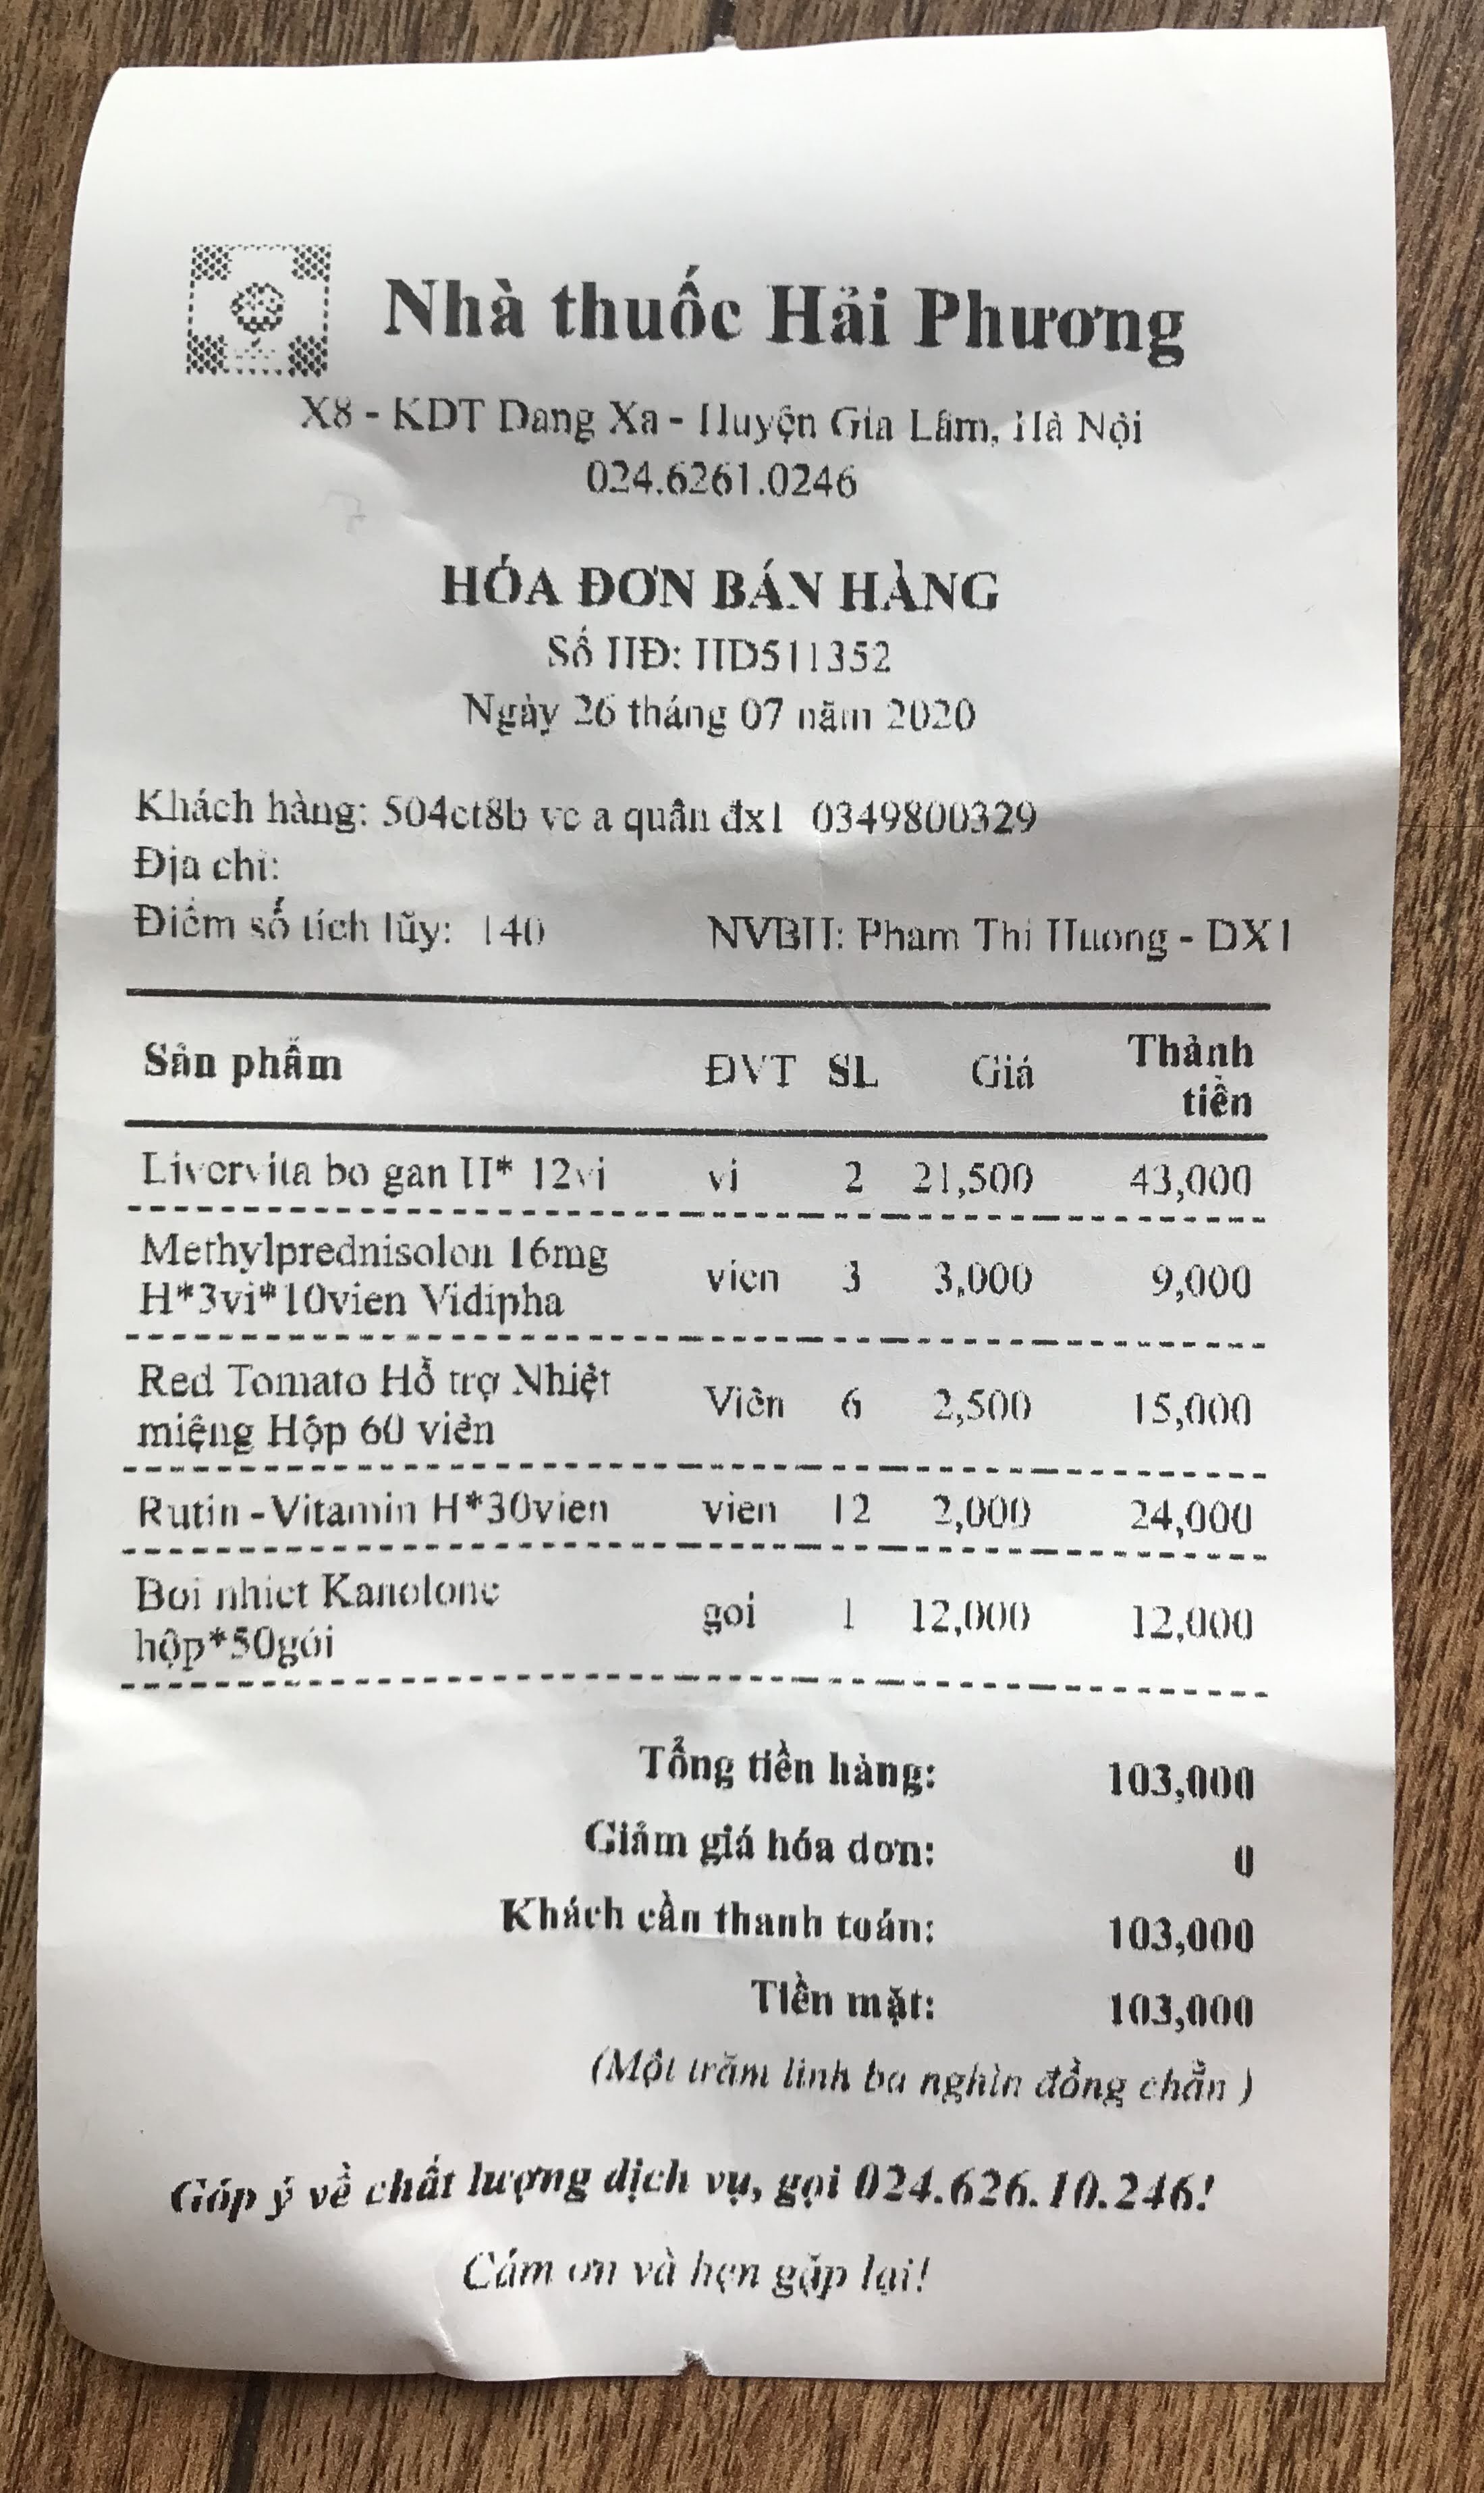 Nhà thuốc Hải Phương
X8 - KDT Dang Xa - Huyện Gia Lâm, Hà Nội
024.6261.0246
HÓA ĐƠN BÁN HÀNG
Số HĐ: HD511352
Ngày 26 tháng 07 năm 2020
Khách hàng: 504ct8b vc a quân đx1 0349800329
Địa chỉ:
Điểm số tích lũy: 140 NVBH: Pham Thi Huong - DX1
Sản phẩm ĐVT SL Giá Thành tiền
Livervita bo gan H* 12vi vi 2 21,500 43,000
Methylprednisolon 16mg
H*3vi*10vien Vidipha vien 3 3,000 9,000
Red Tomato Hỗ trợ Nhiệt
miệng Hộp 60 viên Viên 6 2,500 15,000
Rutin -Vitamin H*30vien vien 12 2,000 24,000
Boi nhiet Kanolone
hộp*50gói goi 1 12,000 12,000
Tổng tiền hàng: 103,000
Giảm giá hóa đơn: 0
Khách cần thanh toán: 103,000
Tiền mặt: 103,000
(Một trăm linh ba nghìn đồng chẵn )
Góp ý về chất lượng dịch vụ, gọi 024.626.10.246!
Cám ơn và hẹn gặp lại!